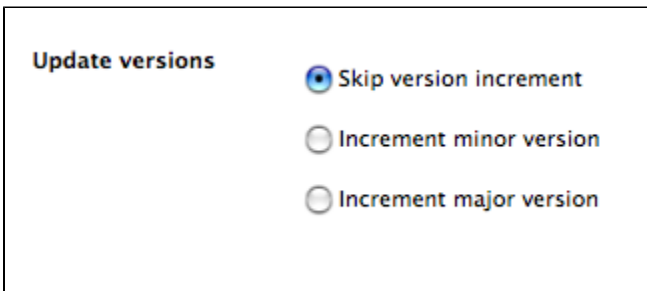 Update versions
Skip version increment
Increment minor version
Increment major version